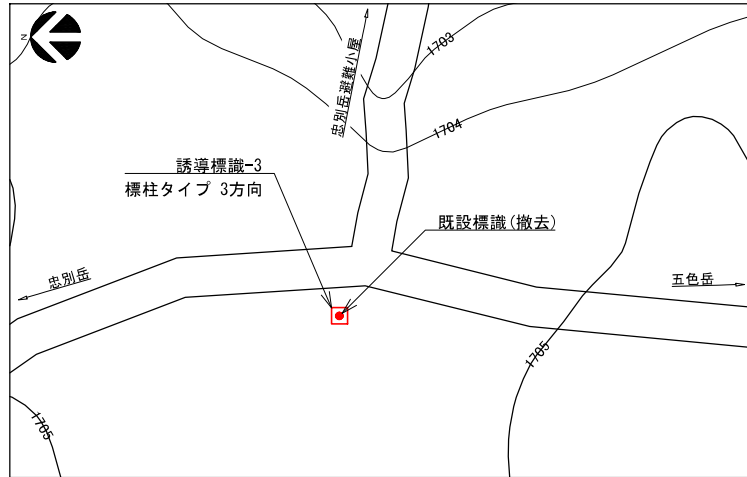 N
1703
忠別岳避難小屋
1704
誘導標識-3
標柱タイプ 3方向
既設標識(撤去)
忠別岳
五色岳
1705
1705